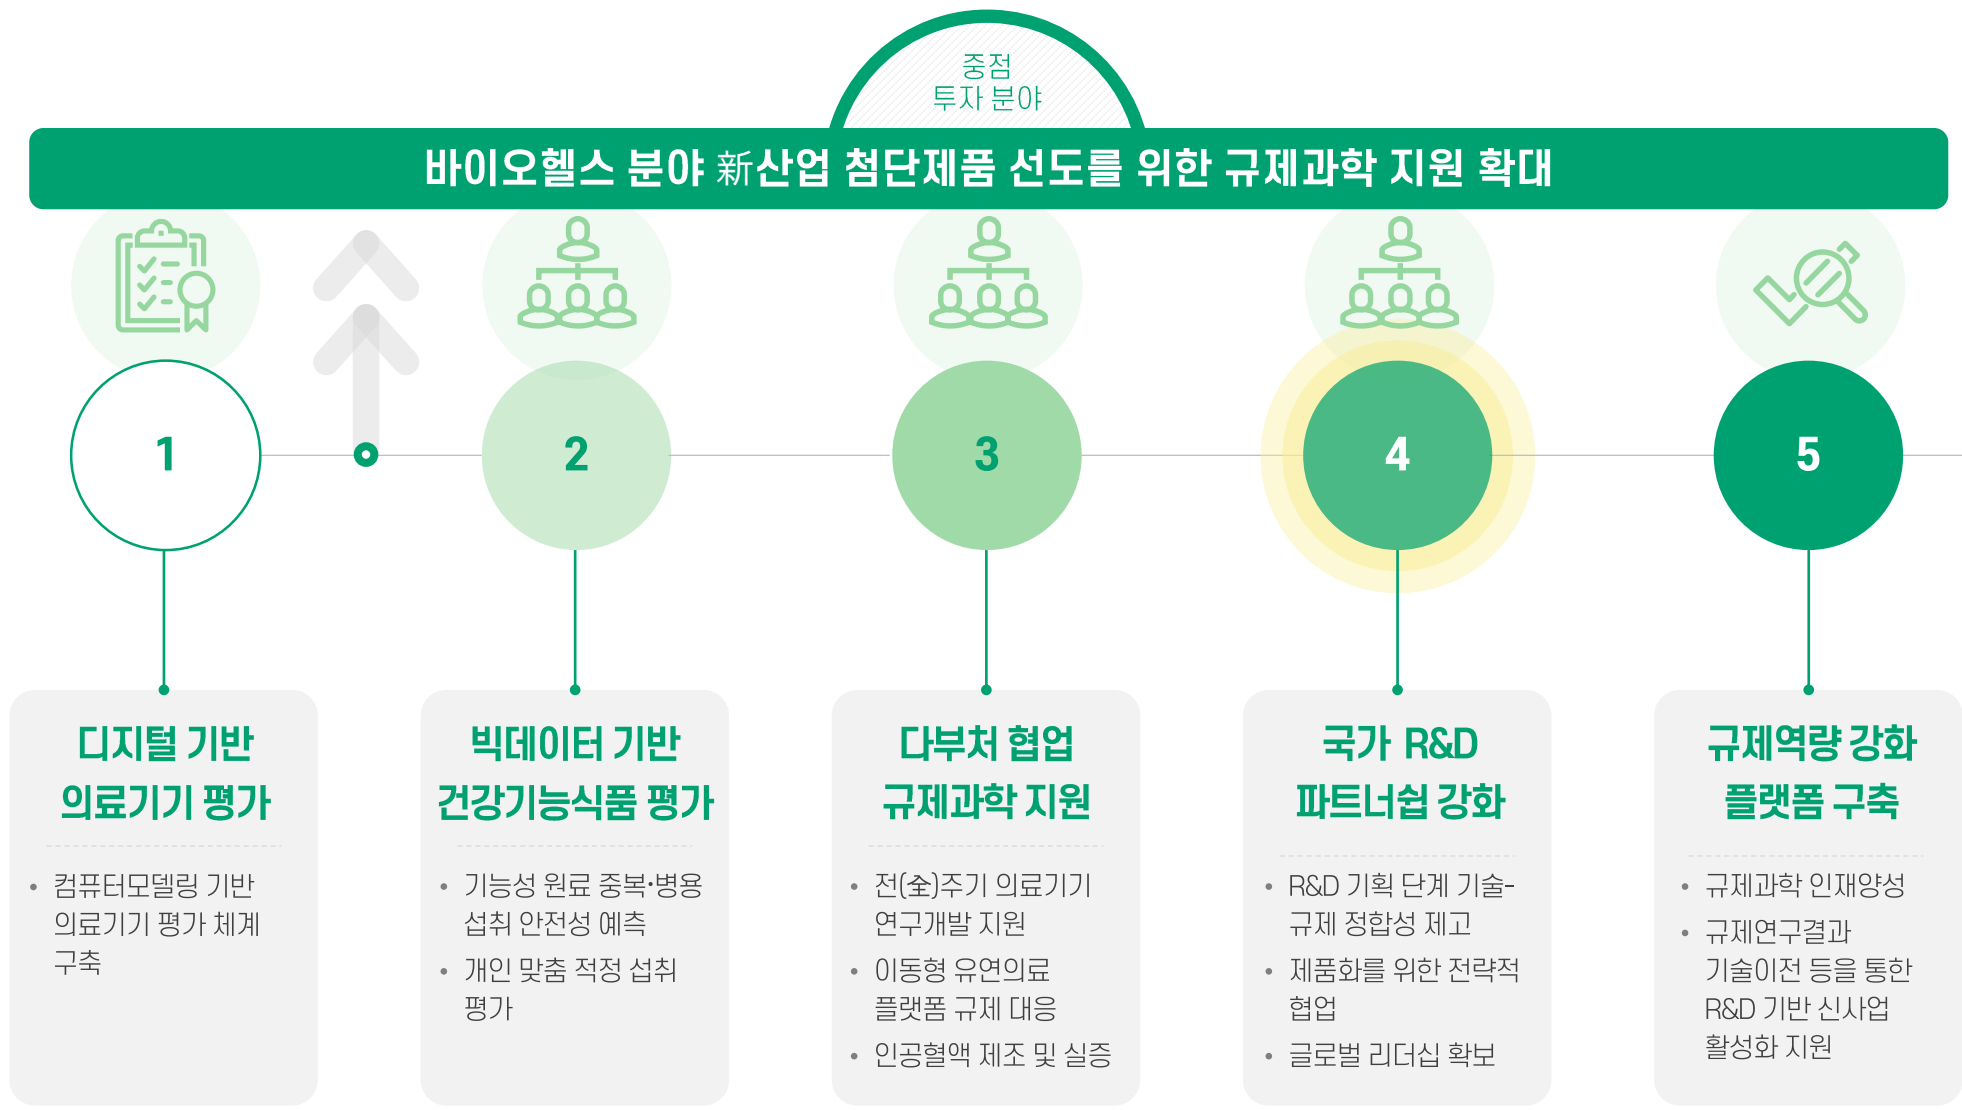 중점
투자 분야
바이오헬스 분야 新산업 첨단제품 선도를 위한 규제과학 지원 확대
1
2
3
4
5
디지털 기반
의료기기 평가
• 컴퓨터모델링 기반
의료기기 평가 체계
구축
빅데이터 기반
건강기능식품 평가
• 기능성 원료 중복·병용
섭취 안전성 예측
• 개인 맞춤 적정 섭취
평가
다부처 협업
규제과학 지원
• 전(全)주기 의료기기
연구개발 지원
• 이동형 유연의료
플랫폼 규제 대응
• 인공혈액 제조 및 실증
국가 R&D
파트너쉽 강화
• R&D 기획 단계 기술-
규제 정합성 제고
• 제품화를 위한 전략적
협업
• 글로벌 리더십 확보
규제역량 강화
플랫폼 구축
• 규제과학 인재양성
• 규제연구결과
기술이전 등을 통한
R&D 기반 신사업
활성화 지원